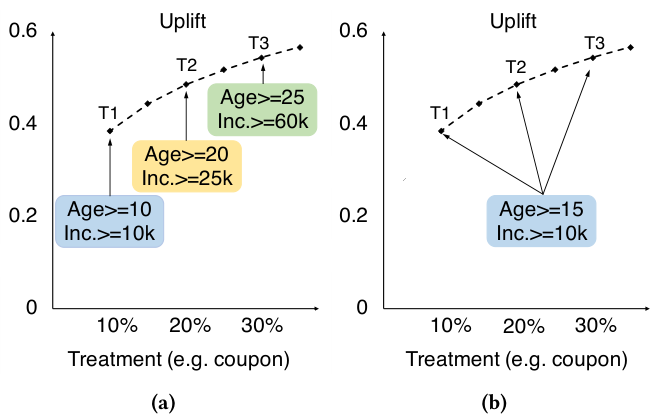 Uplift
0.6
T1
T2
T3
Age>=25
Inc.>=60k
0.4
Age>=20
Inc.>=25k
Age>=10
Inc.>=10k
0.2
0
10%
20%
30%
Treatment (e.g. coupon)
(a)
Uplift
0.6
T1
T2
T3
0.4
Age>=15
Inc.>=10k
0.2
0
10%
20%
30%
Treatment (e.g. coupon)
(b)